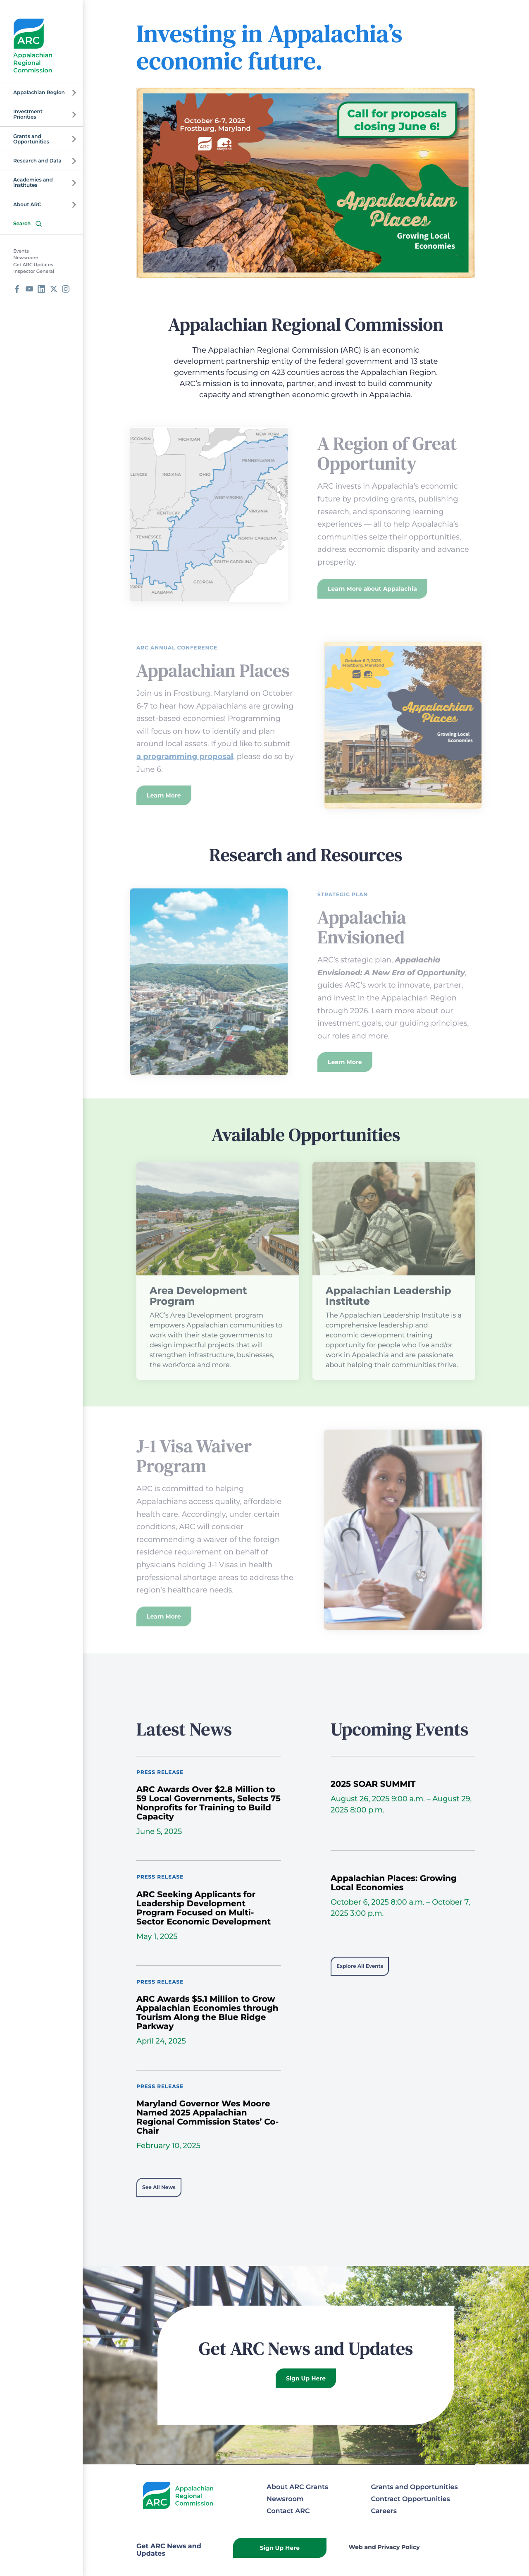 ARC
Appalachian
Regional
Commission
Appalachian Region
Investment
Priorities
Grants and
Opportunities
Research and Data
Academies and
Institutes
About ARC
Search
Events
Newsroom
Get ARC Updates
Inspector General
Investing in Appalachia’s
economic future.
October 6-7, 2025
Frostburg, Maryland
ARC
Call for proposals
closing June 6!
Appalachian
Places
Growing Local
Economies
Appalachian Regional Commission
The Appalachian Regional Commission (ARC) is an economic
development partnership entity of the federal government and 13 state
governments focusing on 423 counties across the Appalachian Region.
ARC’s mission is to innovate, partner, and invest to build community
capacity and strengthen economic growth in Appalachia.
NEW YORK
MICHIGAN
PENNSYLVANIA
INDIANA
OHIO
WEST VIRGINIA
VIRGINIA
KENTUCKY
TENNESSEE
NORTH CAROLINA
SOUTH CAROLINA
GEORGIA
ALABAMA
A Region of Great
Opportunity
ARC invests in Appalachia’s economic
future by providing grants, publishing
research, and sponsoring learning
experiences — all to help Appalachia’s
communities seize their opportunities,
address economic disparity and advance
prosperity.
Learn More about Appalachia
ARC ANNUAL CONFERENCE
Appalachian Places
Join us in Frostburg, Maryland on October
6-7 to hear how Appalachians are growing
asset-based economies! Programming
will focus on how to identify and plan
around local assets. If you’d like to submit
a programming proposal, please do so by
June 6.
Learn More
October 6-7, 2025
Frostburg, Maryland
Appalachian
Places
Growing Local
Economies
Research and Resources
STRATEGIC PLAN
Appalachia
Envisioned
ARC’s strategic plan, Appalachia
Envisioned: A New Era of Opportunity,
guides ARC’s work to innovate, partner,
and invest in the Appalachian Region
through 2026. Learn more about our
investment goals, our guiding principles,
our roles and more.
Learn More
Available Opportunities
Area Development
Program
ARC’s Area Development program
empowers Appalachian communities to
work with their state governments to
design impactful projects that will
strengthen infrastructure, businesses,
the workforce and more.
Appalachian Leadership
Institute
The Appalachian Leadership Institute is a
comprehensive leadership and
economic development training
opportunity for people who live and/or
work in Appalachia and are passionate
about helping their communities thrive.
J-1 Visa Waiver
Program
ARC is committed to helping
Appalachians access quality, affordable
health care. Accordingly, under certain
conditions, ARC will consider
recommending a waiver of the foreign
residence requirement on behalf of
physicians holding J-1 Visas in health
professional shortage areas to address the
region’s healthcare needs.
Learn More
Latest News
PRESS RELEASE
ARC Awards Over $2.8 Million to
59 Local Governments, Selects 75
Nonprofits for Training to Build
Capacity
June 5, 2025
PRESS RELEASE
ARC Seeking Applicants for
Leadership Development
Program Focused on Multi-
Sector Economic Development
May 1, 2025
PRESS RELEASE
ARC Awards $5.1 Million to Grow
Appalachian Economies through
Tourism Along the Blue Ridge
Parkway
April 24, 2025
PRESS RELEASE
Maryland Governor Wes Moore
Named 2025 Appalachian
Regional Commission States’ Co-
Chair
February 10, 2025
See All News
Upcoming Events
2025 SOAR SUMMIT
August 26, 2025 9:00 a.m. – August 29,
2025 8:00 p.m.
Appalachian Places: Growing
Local Economies
October 6, 2025 8:00 a.m. – October 7,
2025 3:00 p.m.
Explore All Events
Get ARC News and Updates
Sign Up Here
ARC
Appalachian
Regional
Commission
About ARC Grants
Newsroom
Contact ARC
Grants and Opportunities
Contract Opportunities
Careers
Get ARC News and
Updates
Sign Up Here
Web and Privacy Policy